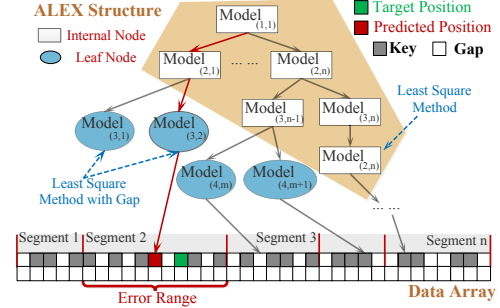 ALEX Structure
Internal Node
Leaf Node
Target Position
Predicted Position
Key
Gap
Model (1,1)
Model (2,1)
... ...
Model (2,n)
Model (3,1)
Model (3,2)
Model (3,n-1)
Model (3,n)
Least Square
Method
Model (4,m)
Model (4,m+1)
Model (2,n)
Least Square
Method with Gap
... ...
Segment 1
Segment 2
Segment 3
Segment n
Error Range
Data Array